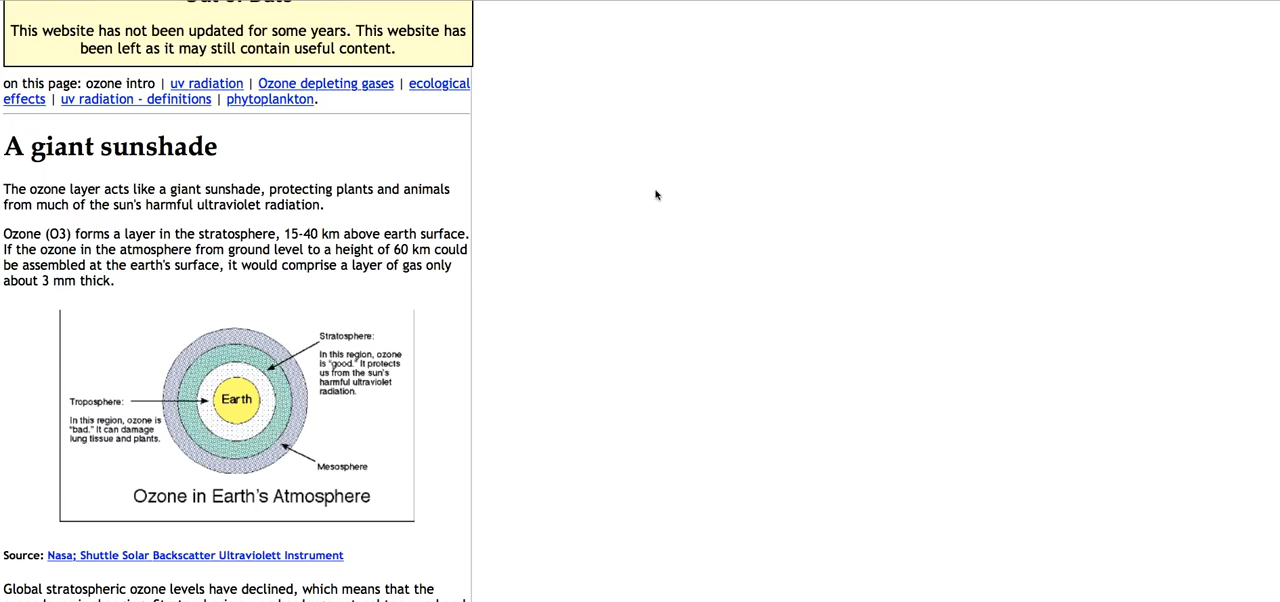 This website has not been updated for some years. This website has
been left as it may still contain useful content.
on this page: ozone intro | uv radiation | Ozone depleting gases | ecological
effects | uv radiation - definitions | phytoplankton.
A giant sunshade
The ozone layer acts like a giant sunshade, protecting plants and animals
from much of the sun's harmful ultraviolet radiation.
Ozone (O3) forms a layer in the stratosphere, 15-40 km above earth surface.
If the ozone in the atmosphere from ground level to a height of 60 km could
be assembled at the earth's surface, it would comprise a layer of gas only
about 3 mm thick.
Stratosphere:
In this region, ozone
is "good." It protects
us from the sun's
harmful ultraviolet
radiation.
Earth
Troposphere:
In this region, ozone is
"bad." It can damage
lung tissue and plants.
Mesosphere
Ozone in Earth's Atmosphere
Source: Nasa; Shuttle Solar Backscatter Ultraviolett Instrument
Global stratospheric ozone levels have declined, which means that the